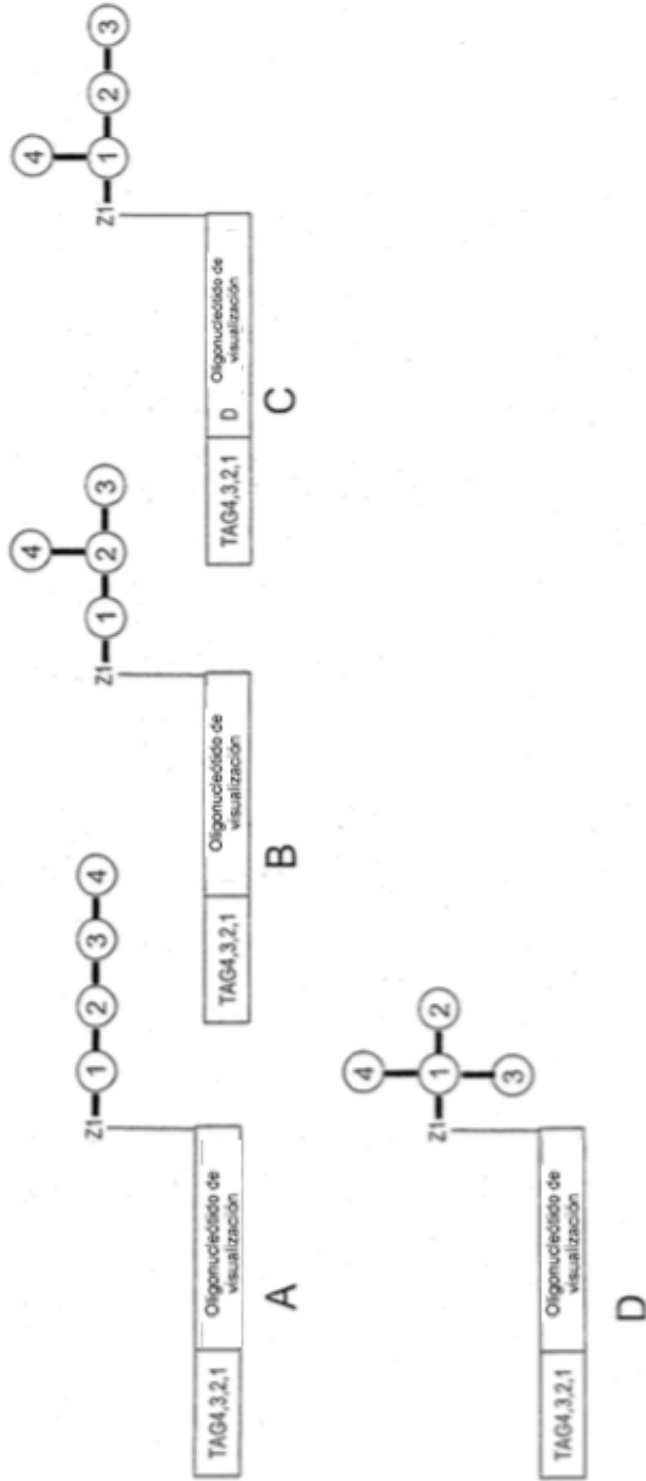 4
Z1 1 2 3 4
TAG4,3,2,1
Oligonucleótido de
visualización
A
4
Z1 1 2 3
TAG4,3,2,1
Oligonucleótido de
visualización
B
4
Z1 1 2 3
TAG4,3,2,1
D
Oligonucleótido de
visualización
C
4
Z1 1 2
3
TAG4,3,2,1
Oligonucleótido de
visualización
D